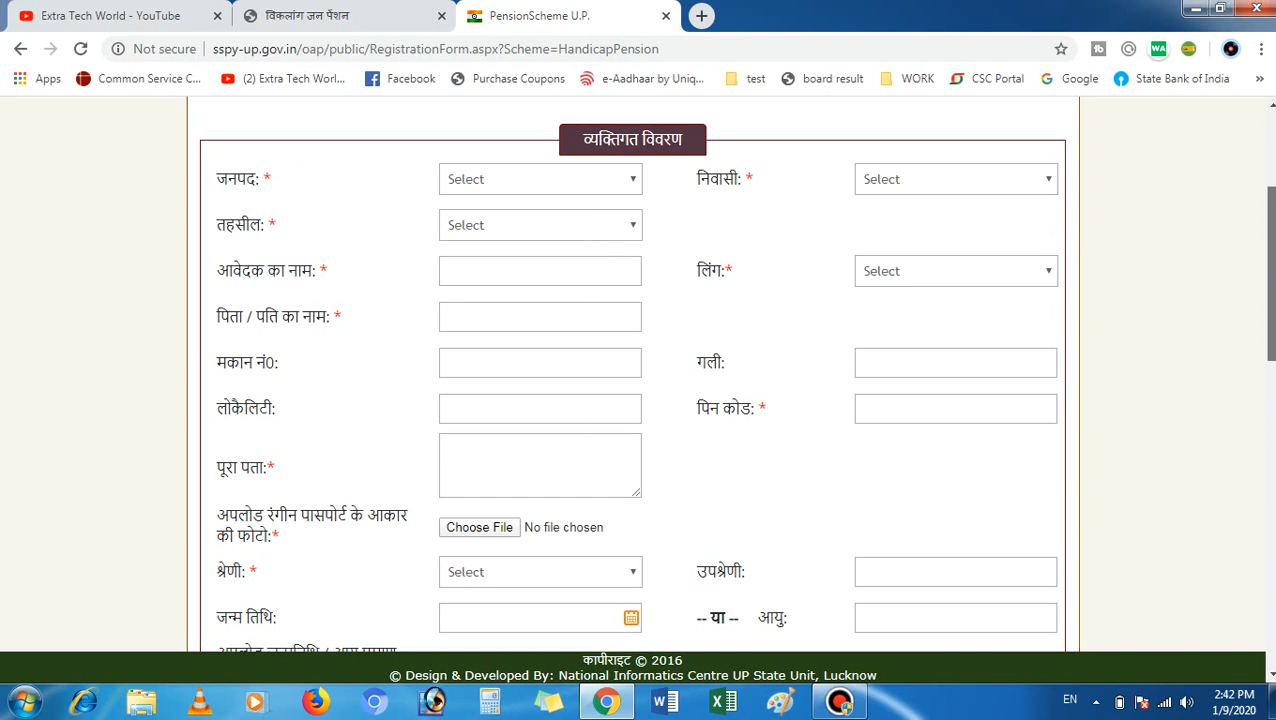 Extra Tech World - YouTube
विकलांग जन पेंशन
PensionScheme U.P.
Not secure | sspy-up.gov.in/oap/public/RegistrationForm.aspx?Scheme=HandicapPension
WA
Apps
Common Service C...
(2) Extra Tech Worl...
Facebook
Purchase Coupons
e-Aadhaar by Uniq...
test
board result
WORK
CSC Portal
Google
State Bank of India
व्यक्तिगत विवरण
जनपद: * Select निवासी: * Select
तहसील: * Select
आवेदक का नाम: * लिंग:* Select
पिता / पति का नाम: *
मकान नं0: गली:
लोकैलिटी: पिन कोड: *
पूरा पता:*
अपलोड रंगीन पासपोर्ट के आकार
की फोटो:* Choose File No file chosen
श्रेणी: * Select उपश्रेणी:
जन्म तिथि: -- या -- आयु:
कापीराइट © 2016
© Design & Developed By: National Informatics Centre UP State Unit, Lucknow
EN
2:42 PM
1/9/2020